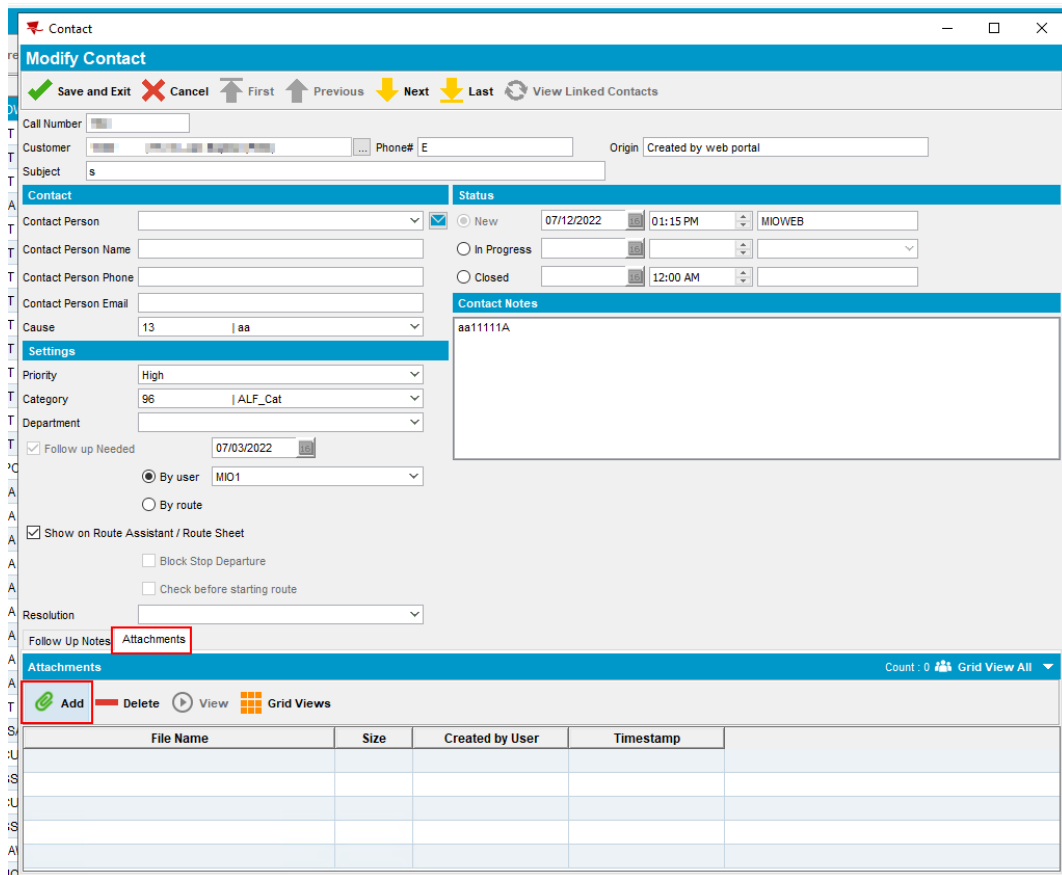 Contact
Modify Contact
Save and Exit Cancel First Previous Next Last View Linked Contacts
Call Number
Customer ... Phone# E Origin Created by web portal
Subject s
Contact
Contact Person
Contact Person Name
Contact Person Phone
Contact Person Email
Cause 13 | aa
Status
New 07/12/2022 16 01:15 PM MIOWEB
In Progress 16
Closed 16 12:00 AM
Contact Notes
aa11111A
Settings
Priority High
Category 96 | ALF_Cat
Department
Follow up Needed 07/03/2022 16
By user MIO1
By route
Show on Route Assistant / Route Sheet
Block Stop Departure
Check before starting route
Resolution
Follow Up Notes Attachments
Attachments Count : 0 Grid View All
Add Delete View Grid Views
File Name Size Created by User Timestamp